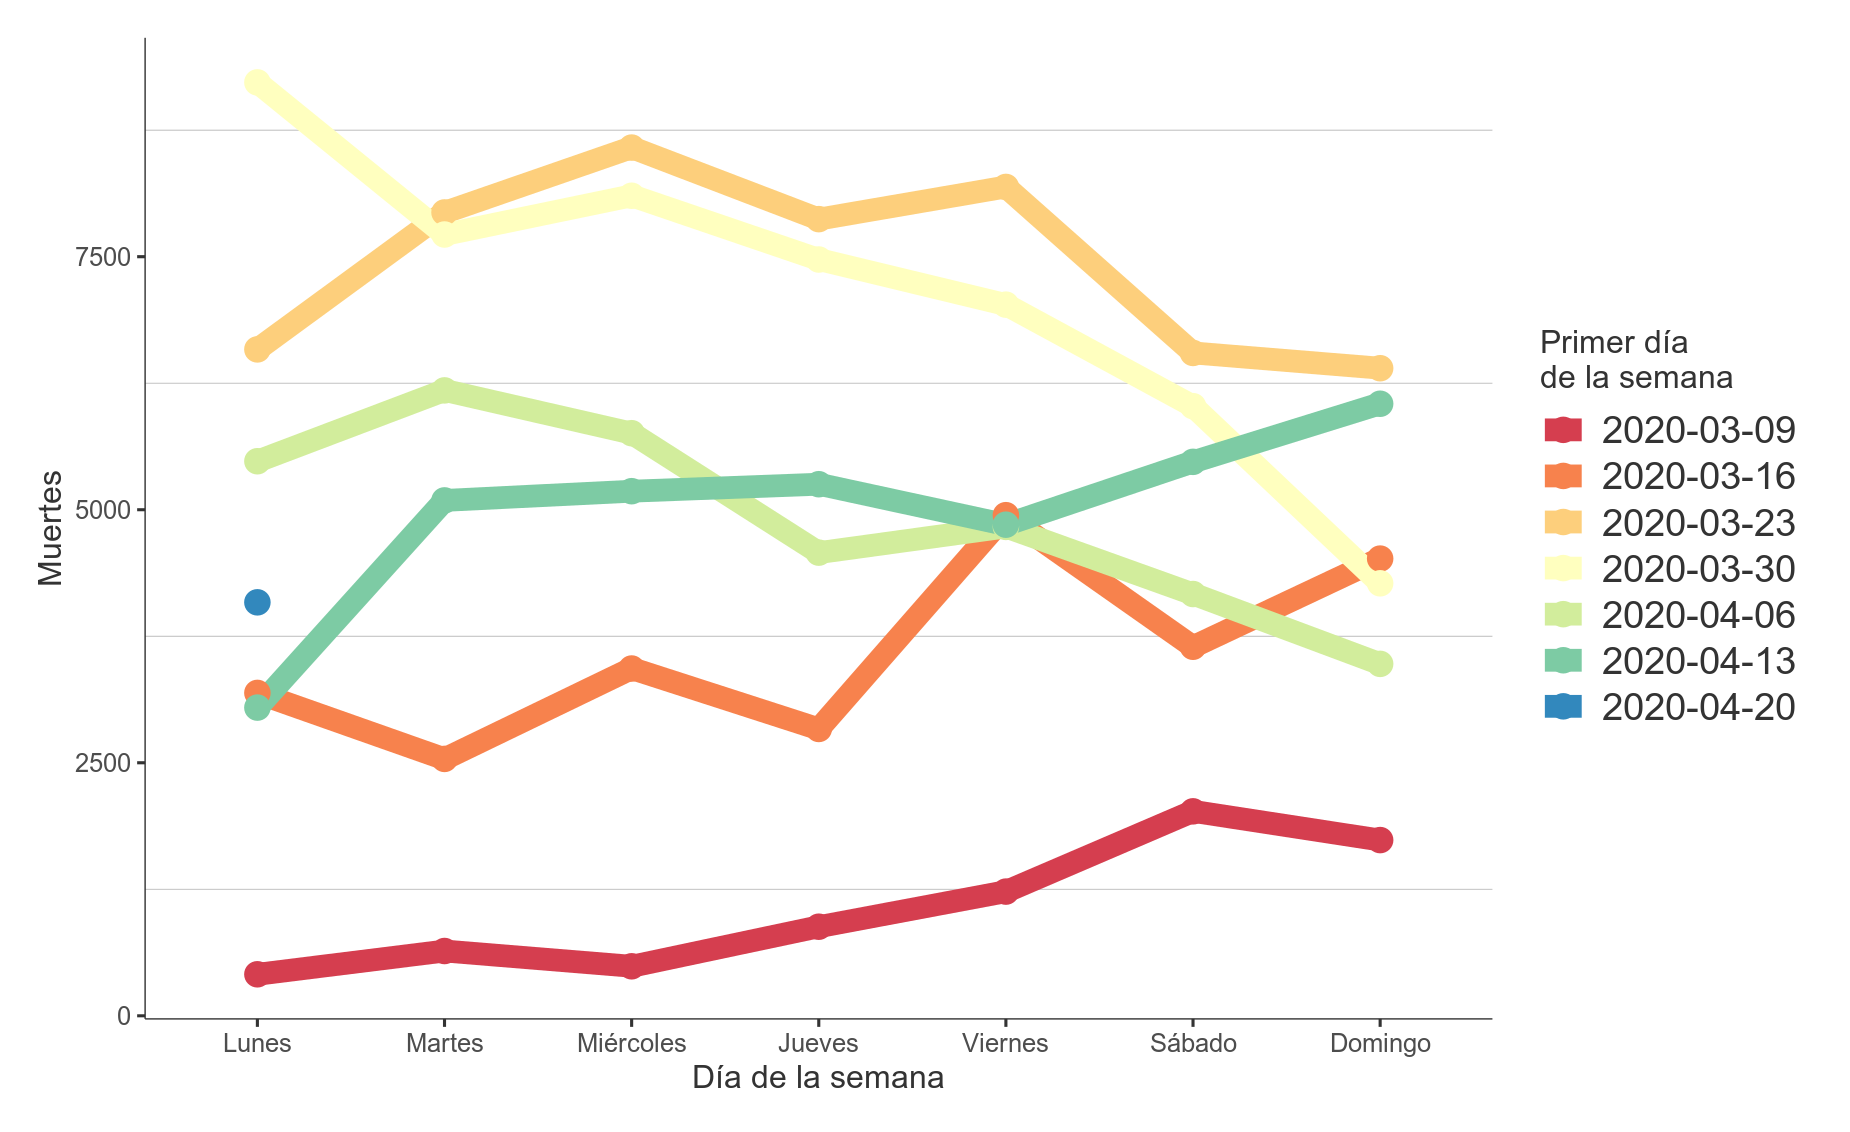 Muertes
7500
5000
2500
0
Lunes Martes Miércoles Jueves Viernes Sábado Domingo
Día de la semana
Primer día
de la semana
2020-03-09
2020-03-16
2020-03-23
2020-03-30
2020-04-06
2020-04-13
2020-04-20